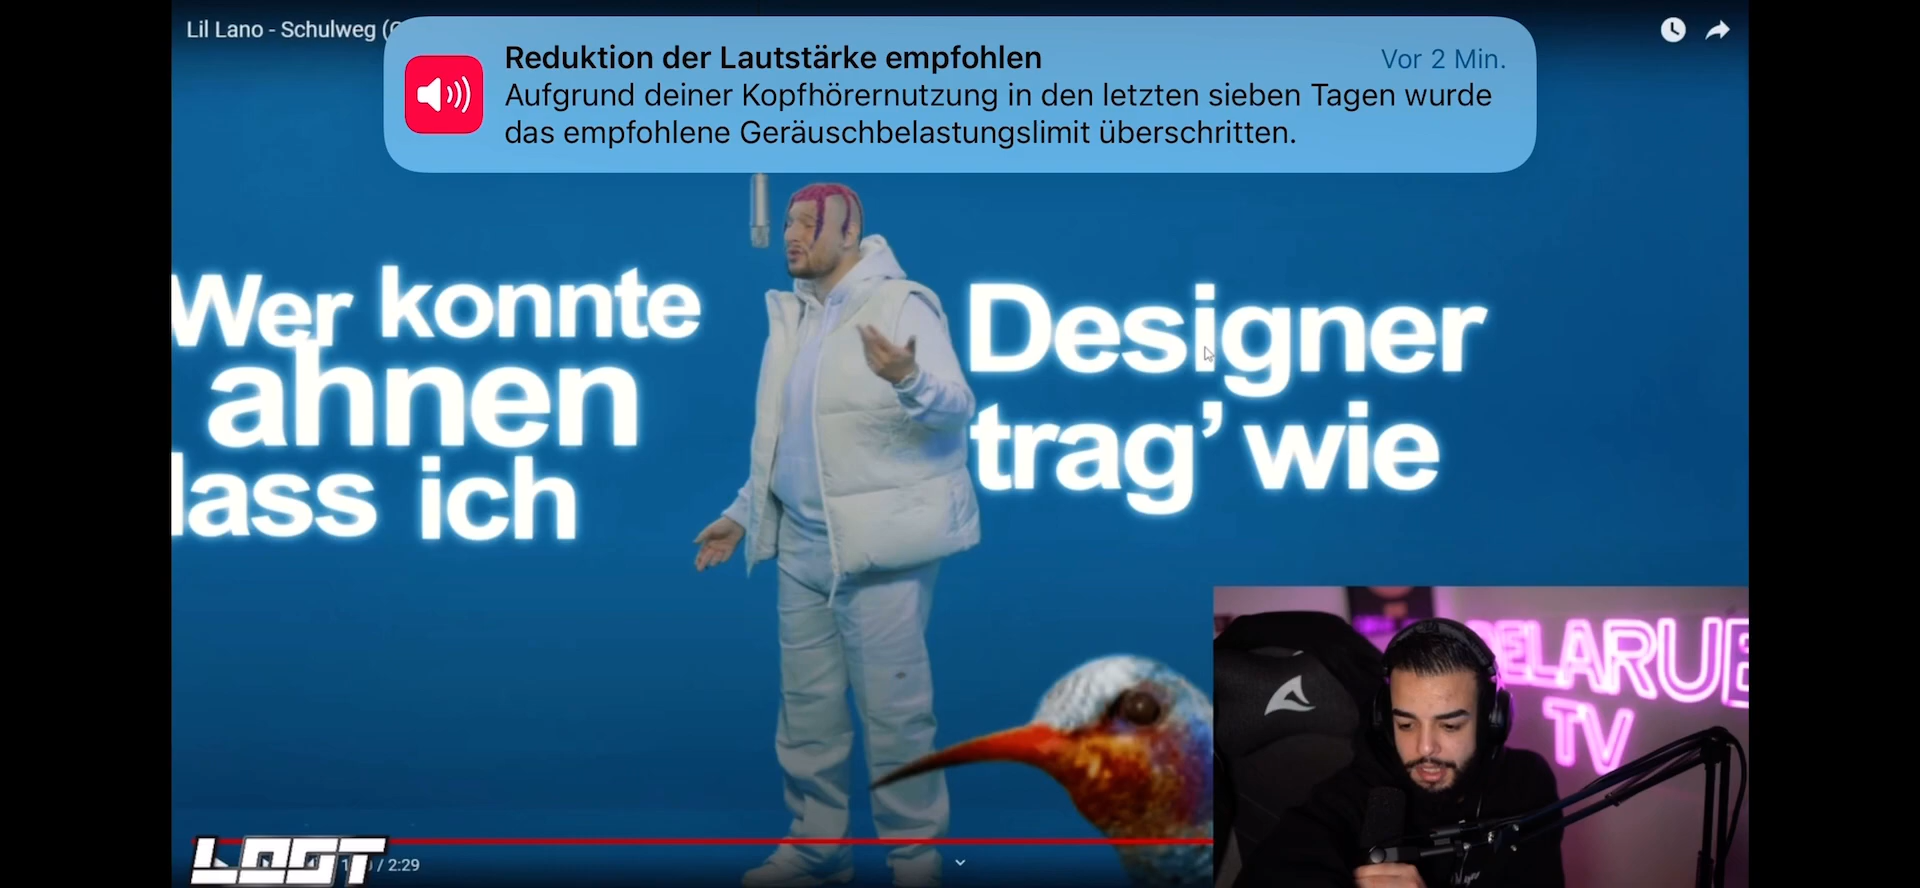 Lil Lano - Schulweg (
Reduktion der Lautstärke empfohlen
Vor 2 Min.
Aufgrund deiner Kopfhörernutzung in den letzten sieben Tagen wurde
das empfohlene Geräuschbelastungslimit überschritten.
Wer konnte
ahnen
lass ich
Designer
trag’ wie
ELARUE
TV
LOST
/ 2:29